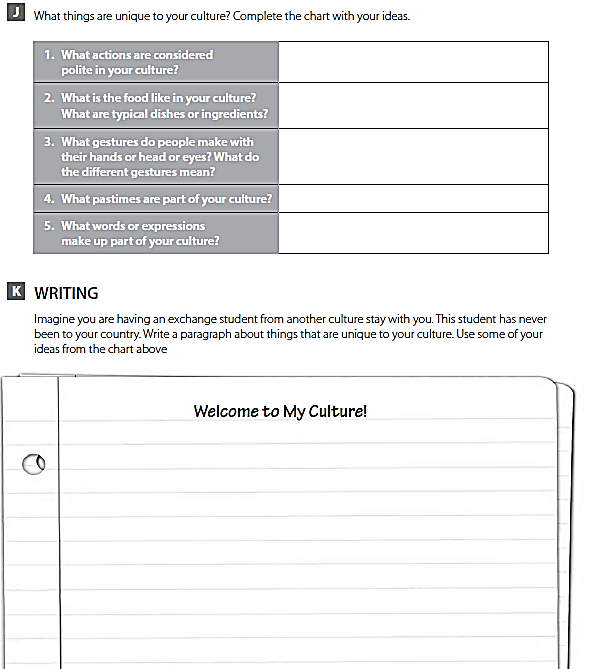 J What things are unique to your culture? Complete the chart with your ideas.
1. What actions are considered
polite in your culture?
2. What is the food like in your culture?
What are typical dishes or ingredients?
3. What gestures do people make with
their hands or head or eyes? What do
the different gestures mean?
4. What pastimes are part of your culture?
5. What words or expressions
make up part of your culture?
K WRITING
Imagine you are having an exchange student from another culture stay with you. This student has never
been to your country. Write a paragraph about things that are unique to your culture. Use some of your
ideas from the chart above
Welcome to My Culture!